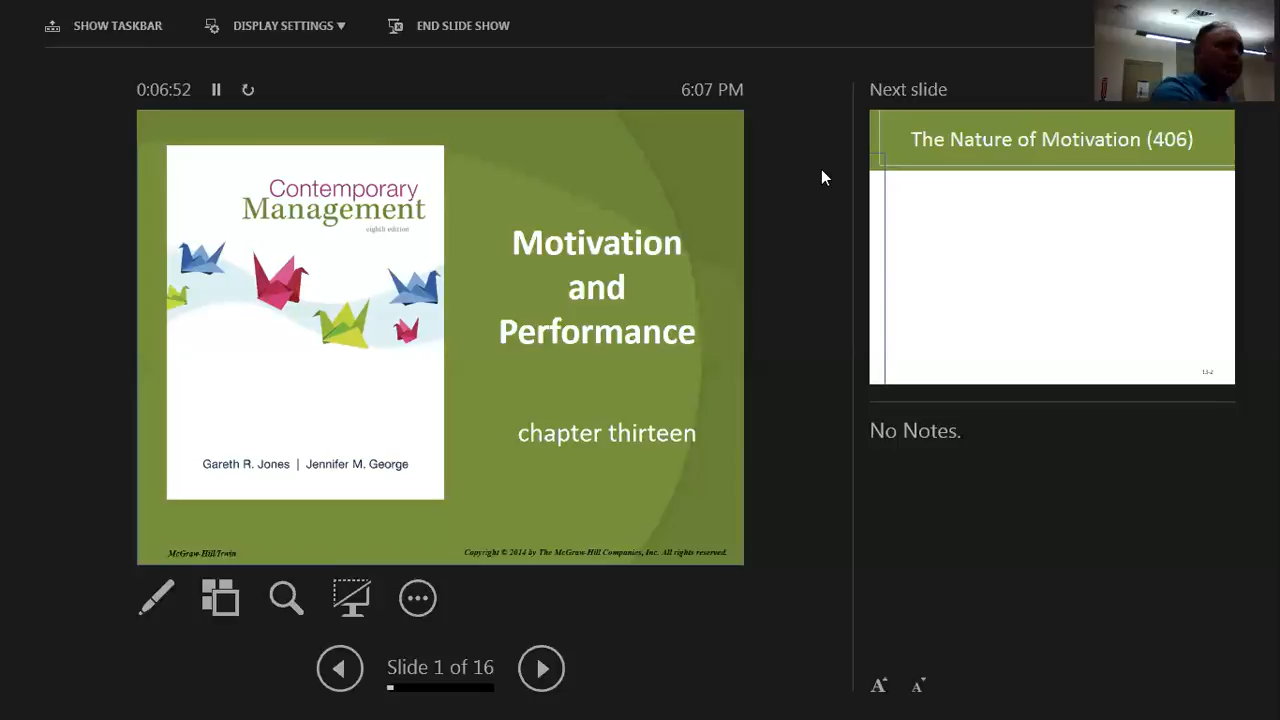 SHOW TASKBAR
DISPLAY SETTINGS ▼
END SLIDE SHOW
0:06:52
6:07 PM
Next slide
Contemporary
Management
eighth edition
Motivation
and
Performance
chapter thirteen
Gareth R. Jones | Jennifer M. George
McGraw-Hill/Irwin
Copyright © 2014 by The McGraw-Hill Companies, Inc. All rights reserved.
The Nature of Motivation (406)
13-2
No Notes.
Slide 1 of 16
A
A